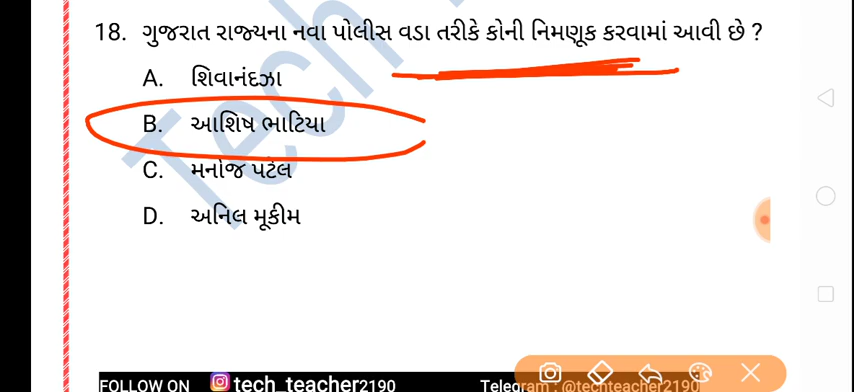 18. ગુજરાત રાજ્યના નવા પોલીસ વડા તરીકે કોની નિમણૂક કરવામાં આવી છે ?
A. શિવાનંદઝા
B. આશિષ ભાટિયા
C. મનોજ પટેલ
D. અનિલ મૂકીમ
Tech
FOLLOW ON tech_teacher2190 Telegram : @techteacher2190